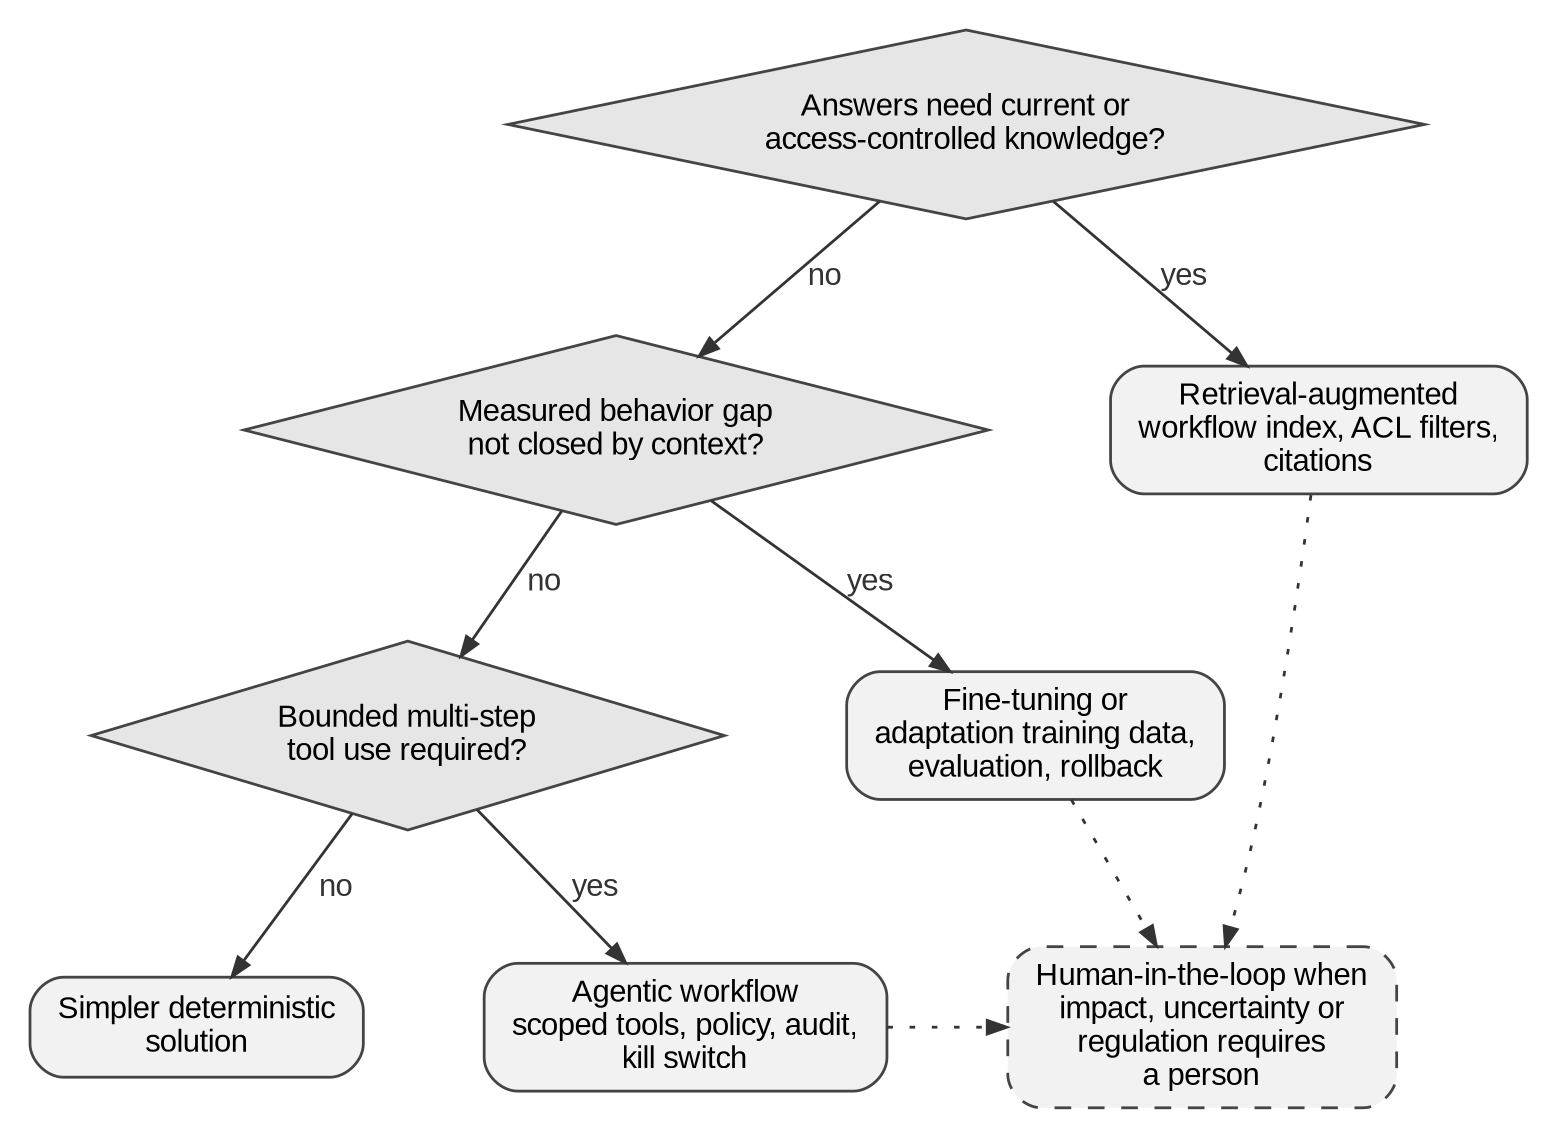 Answers need current or
access-controlled knowledge?
no
yes
Measured behavior gap
not closed by context?
Retrieval-augmented
workflow index, ACL filters,
citations
no
yes
Bounded multi-step
tool use required?
Fine-tuning or
adaptation training data,
evaluation, rollback
no
yes
Simpler deterministic
solution
Agentic workflow
scoped tools, policy, audit,
kill switch
Human-in-the-loop when
impact, uncertainty or
regulation requires
a person